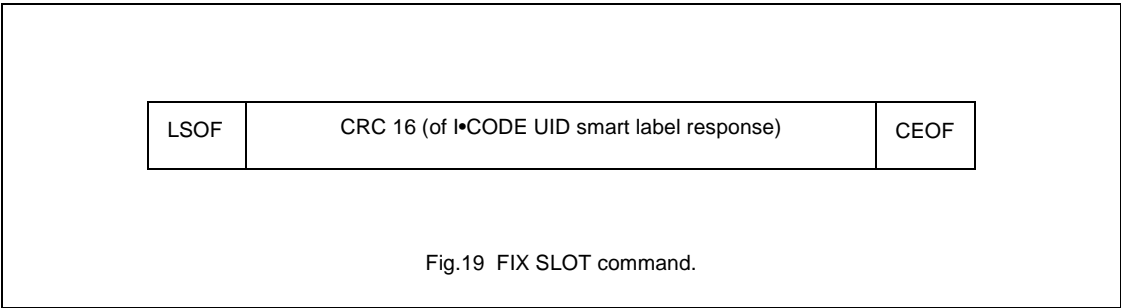 LSOF CRC 16 (of I•CODE UID smart label response) CEOF
Fig.19 FIX SLOT command.